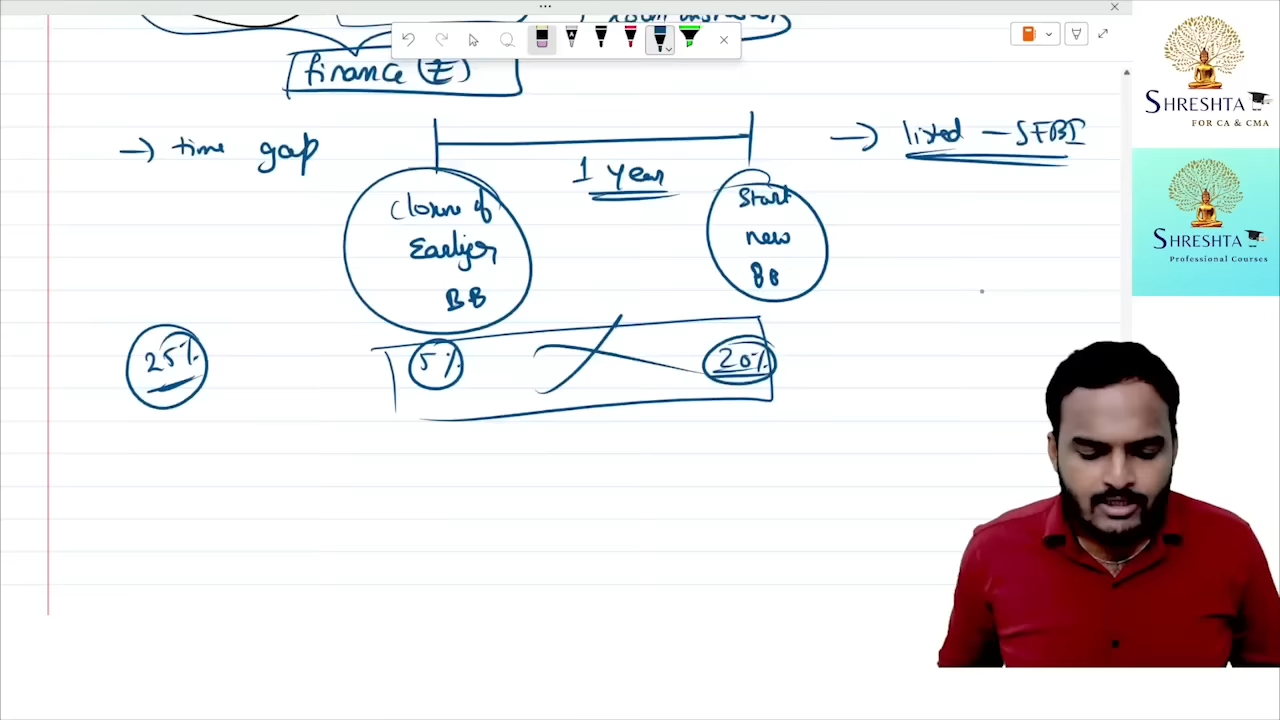 finance (₹)
→ time gap
1 year
→ listed – SEBI
Closure of
Earlier
BB
Start
new
BB
25%
5%
20%
SHRESHTA
FOR CA & CMA
SHRESHTA
Professional Courses